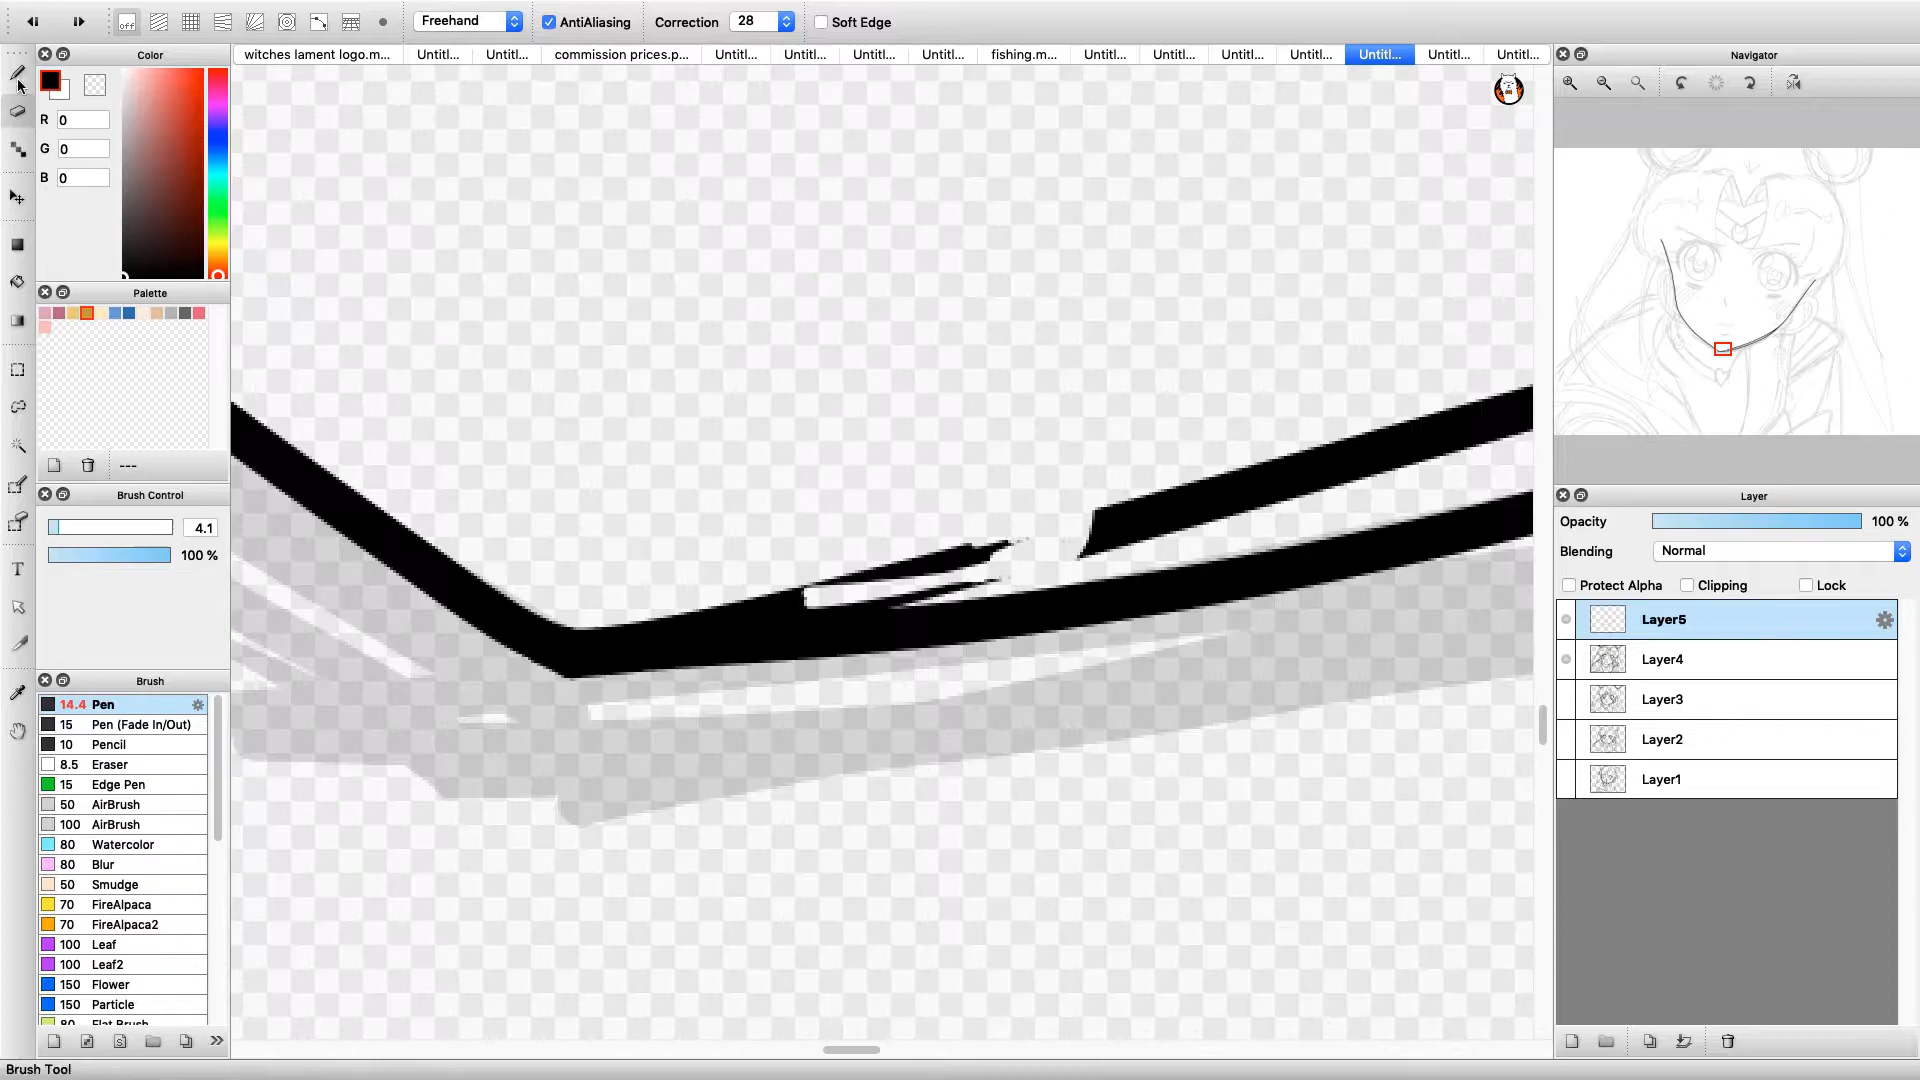 off Freehand AntiAliasing Correction 28 Soft Edge
Color witches lament logo.m... Untitl... Untitl... commission prices.p... Untitl... Untitl... Untitl... Untitl... fishing.m... Untitl... Untitl... Untitl... Untitl... Untitl... Untitl... Untitl... Navigator
R 0
G 0
B 0
Palette
---
Brush Control
4.1
100 %
Brush
14.4 Pen
15 Pen (Fade In/Out)
10 Pencil
8.5 Eraser
15 Edge Pen
50 AirBrush
100 AirBrush
80 Watercolor
80 Blur
50 Smudge
70 FireAlpaca
70 FireAlpaca2
100 Leaf
100 Leaf2
150 Flower
150 Particle
80 Flat Brush
Layer
Opacity 100 %
Blending Normal
Protect Alpha Clipping Lock
Layer5
Layer4
Layer3
Layer2
Layer1
T
Brush Tool